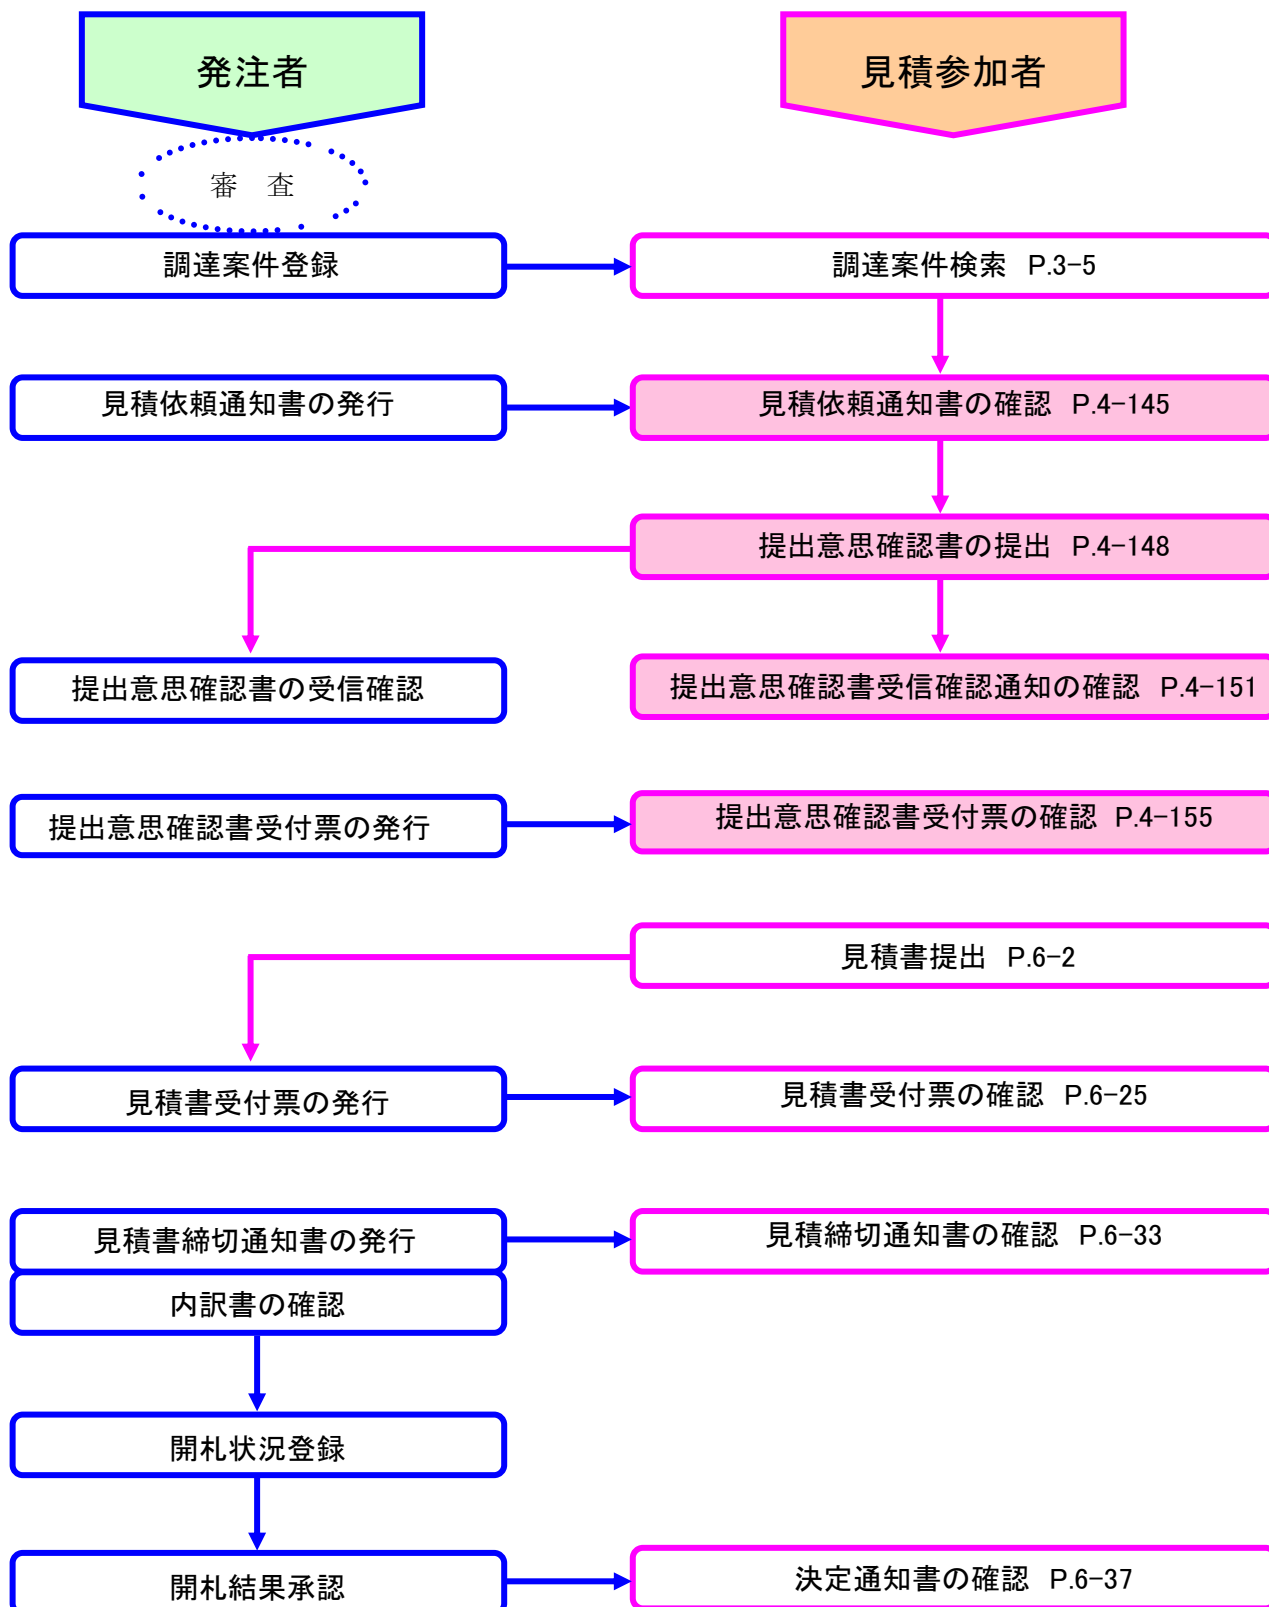 発注者
見積参加者
審　査
調達案件登録
調達案件検索 P.3-5
見積依頼通知書の発行
見積依頼通知書の確認 P.4-145
提出意思確認書の提出 P.4-148
提出意思確認書の受信確認
提出意思確認書受信確認通知の確認 P.4-151
提出意思確認書受付票の発行
提出意思確認書受付票の確認 P.4-155
見積書提出 P.6-2
見積書受付票の発行
見積書受付票の確認 P.6-25
見積書締切通知書の発行
見積締切通知書の確認 P.6-33
内訳書の確認
開札状況登録
開札結果承認
決定通知書の確認 P.6-37